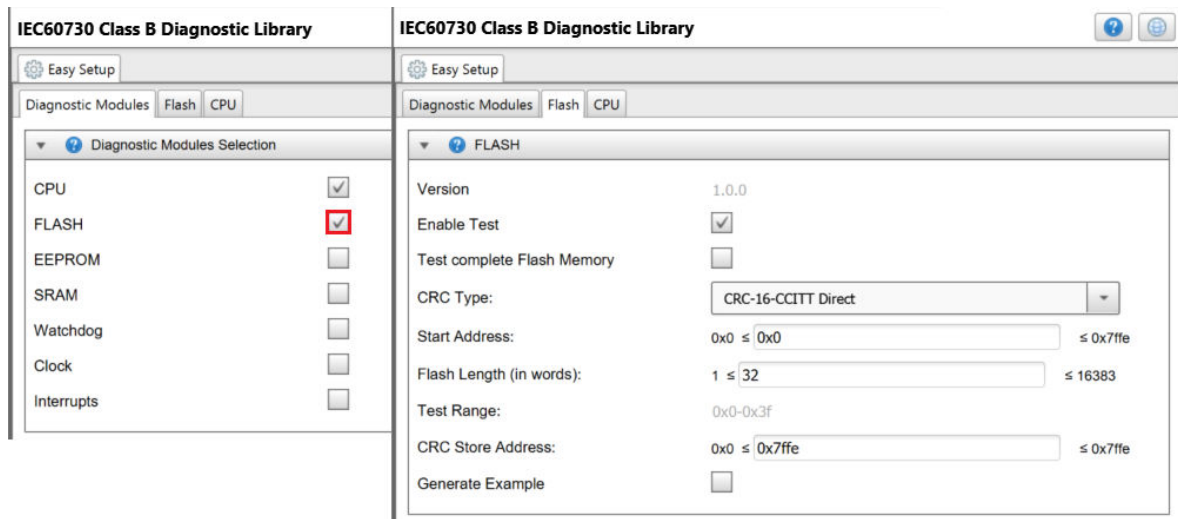 IEC60730 Class B Diagnostic Library
Easy Setup
Diagnostic Modules Flash CPU
Diagnostic Modules Selection
CPU
FLASH
EEPROM
SRAM
Watchdog
Clock
Interrupts
IEC60730 Class B Diagnostic Library
Easy Setup
Diagnostic Modules Flash CPU
FLASH
Version 1.0.0
Enable Test
Test complete Flash Memory
CRC Type: CRC-16-CCITT Direct
Start Address: 0x0 ≤ 0x0 ≤ 0x7ffe
Flash Length (in words): 1 ≤ 32 ≤ 16383
Test Range: 0x0-0x3f
CRC Store Address: 0x0 ≤ 0x7ffe ≤ 0x7ffe
Generate Example